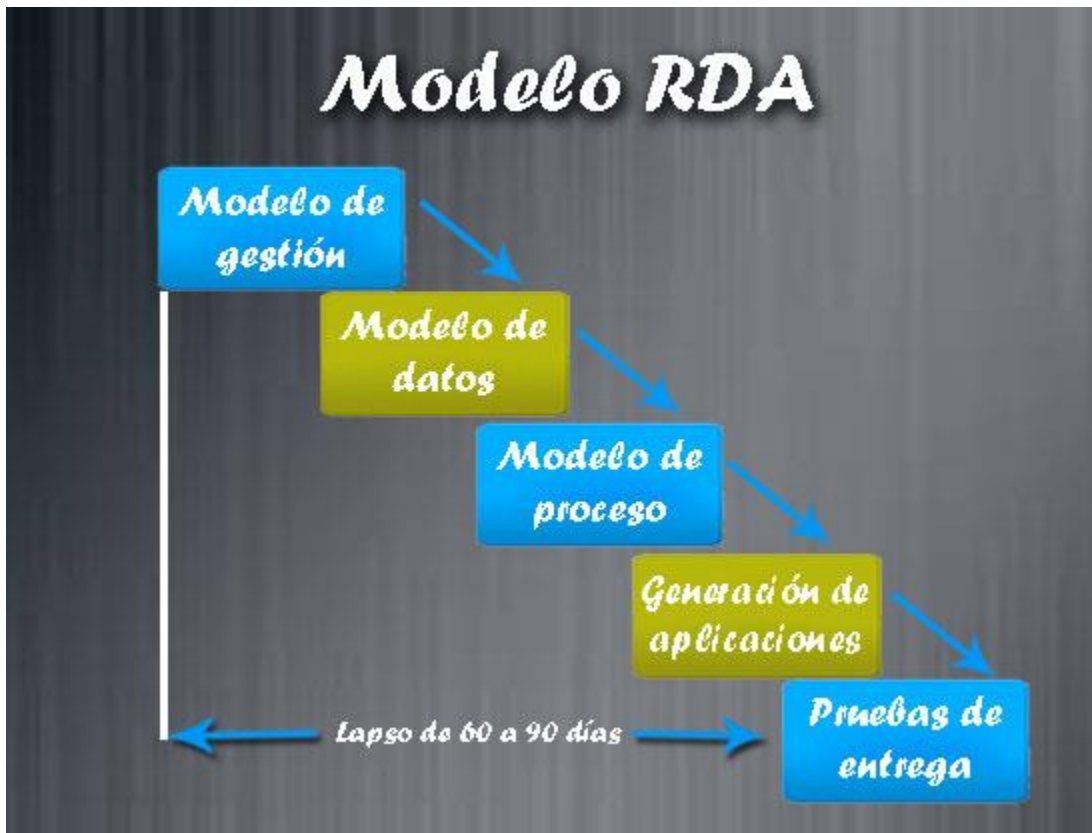 Modelo RDA
Modelo de
gestión
Modelo de
datos
Modelo de
proceso
Generación de
aplicaciones
Pruebas de
entrega
Lapso de 60 a 90 días